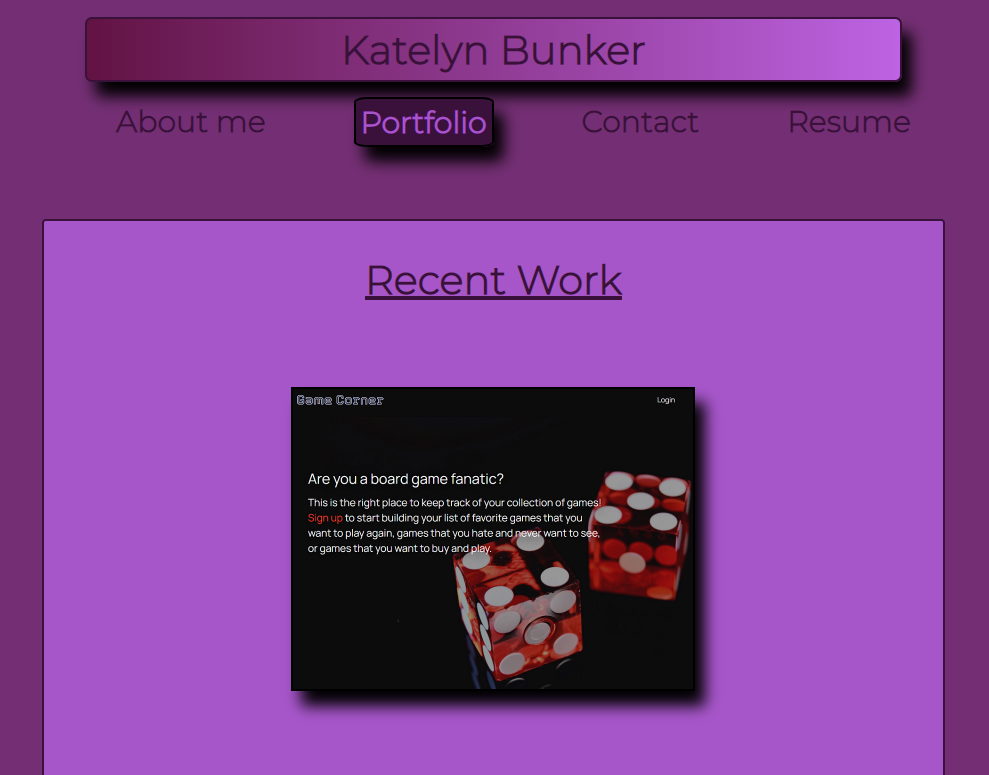 Katelyn Bunker
About me Portfolio Contact Resume
Recent Work
Game Corner Login
Are you a board game fanatic?
This is the right place to keep track of your collection of games!
Sign up to start building your list of favorite games that you
want to play again, games that you hate and never want to see,
or games that you want to buy and play.